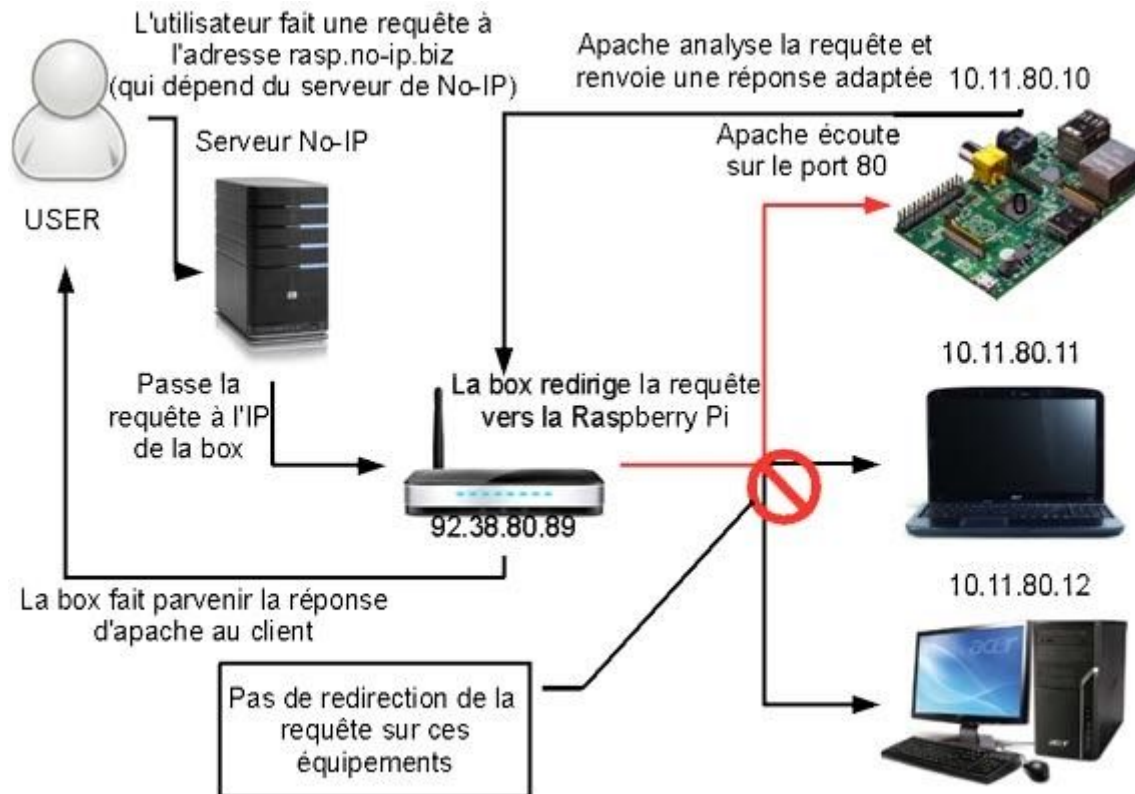 L'utilisateur fait une requête à
l'adresse rasp.no-ip.biz
(qui dépend du serveur de No-IP)
USER
Serveur No-IP
Apache analyse la requête et
renvoie une réponse adaptée
10.11.80.10
Apache écoute
sur le port 80
0
Passe la
requête à l'IP
de la box
La box redirige la requête
vers la Raspberry Pi
92.38.80.89
10.11.80.11
10.11.80.12
La box fait parvenir la réponse
d'apache au client
Pas de redirection de la
requête sur ces
équipements
acer